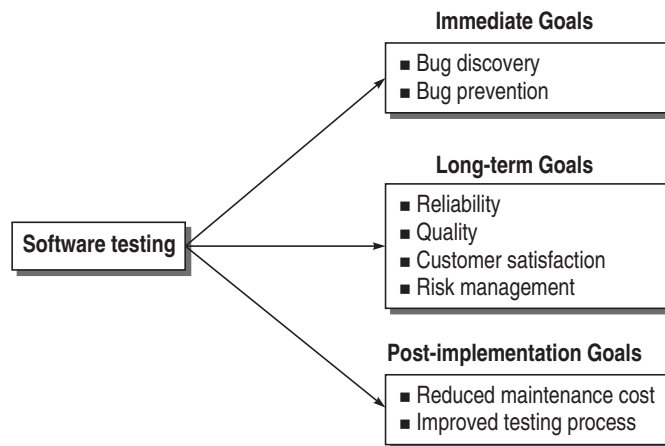 Immediate Goals
■ Bug discovery
■ Bug prevention
Long-term Goals
■ Reliability
■ Quality
■ Customer satisfaction
■ Risk management
Software testing
Post-implementation Goals
■ Reduced maintenance cost
■ Improved testing process